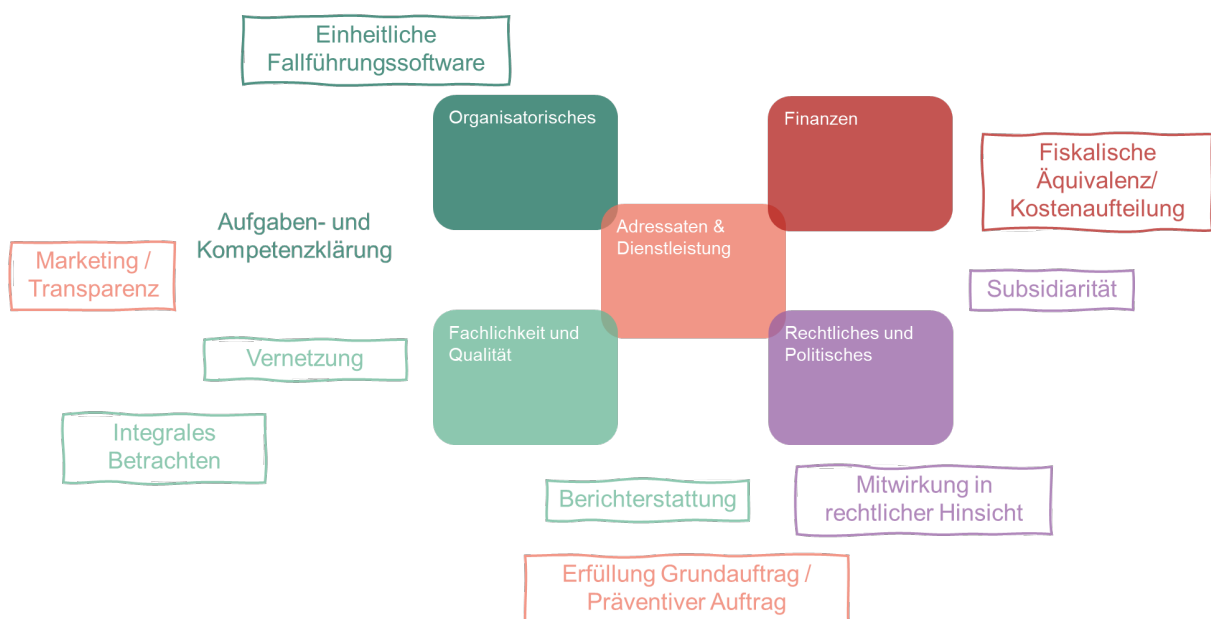 Einheitliche
Fallführungssoftware
Organisatorisches
Finanzen
Fiskalische
Äquivalenz/
Kostenaufteilung
Aufgaben- und
Kompetenzklärung
Adressaten &
Dienstleistung
Marketing /
Transparenz
Subsidiarität
Fachlichkeit und
Qualität
Rechtliches und
Politisches
Vernetzung
Integrales
Betrachten
Berichterstattung
Mitwirkung in
rechtlicher Hinsicht
Erfüllung Grundauftrag /
Präventiver Auftrag